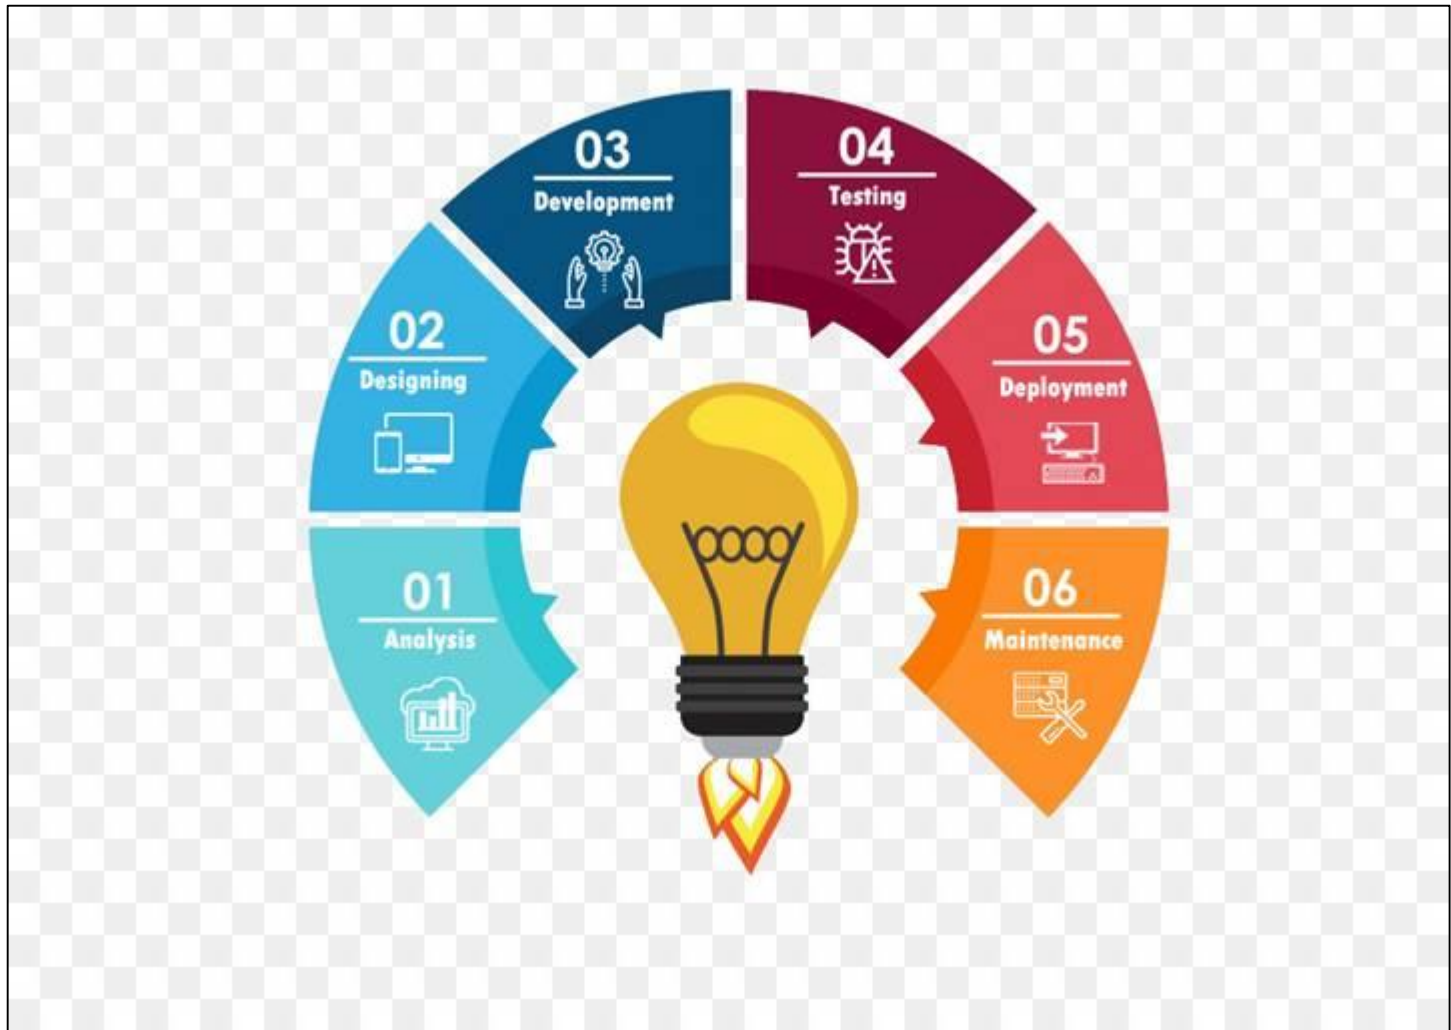 01
Analysis
02
Designing
03
Development
04
Testing
05
Deployment
06
Maintenance